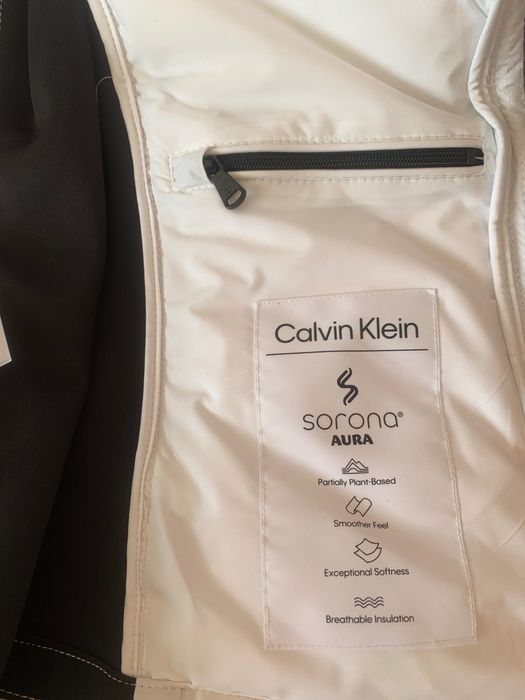 Calvin Klein
sorona®
AURA
Partially Plant-Based
Smoother Feel
Exceptional Softness
Breathable Insulation